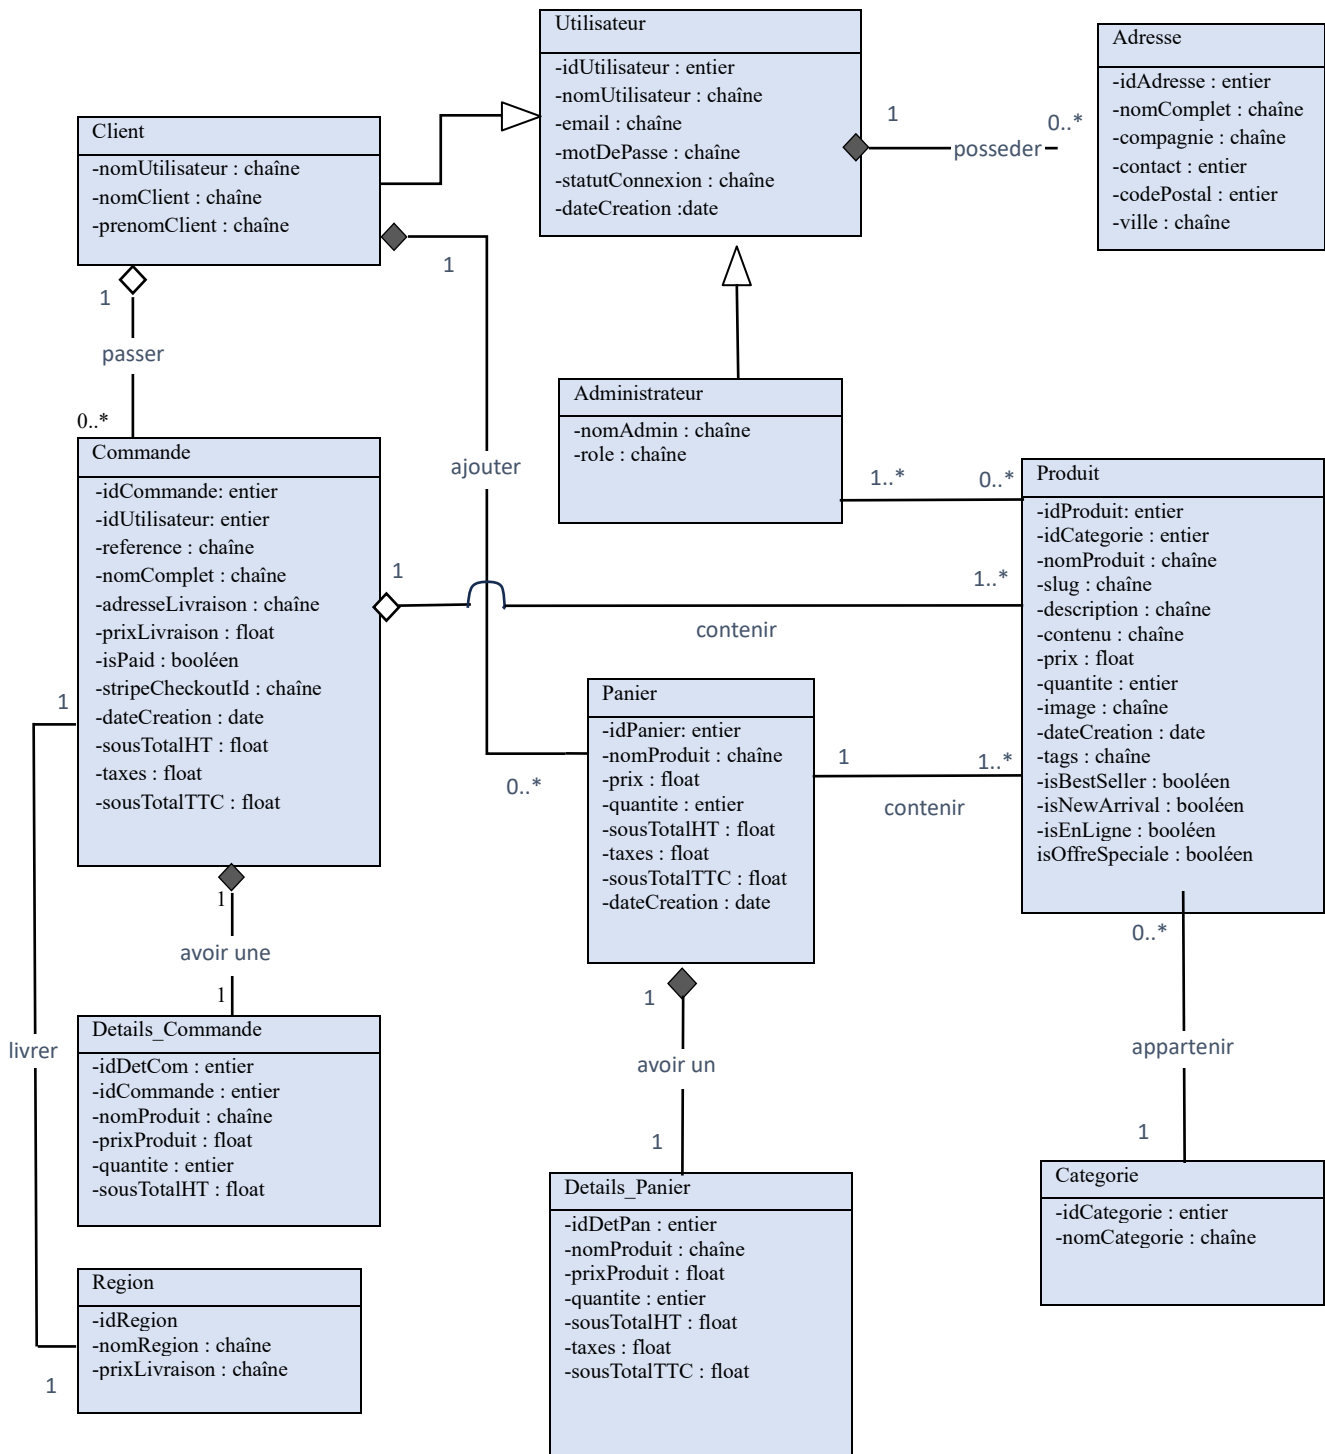 Utilisateur
-idUtilisateur : entier
-nomUtilisateur : chaîne
-email : chaîne
-motDePasse : chaîne
-statutConnexion : chaîne
-dateCreation :date
Adresse
-idAdresse : entier
-nomComplet : chaîne
-compagnie : chaîne
-contact : entier
-codePostal : entier
-ville : chaîne
1
0..*
posseder
Client
-nomUtilisateur : chaîne
-nomClient : chaîne
-prenomClient : chaîne
1
1
passer
0..*
ajouter
0..*
Administrateur
-nomAdmin : chaîne
-role : chaîne
1..*
0..*
Commande
-idCommande: entier
-idUtilisateur: entier
-reference : chaîne
-nomComplet : chaîne
-adresseLivraison : chaîne
-prixLivraison : float
-isPaid : booléen
-stripeCheckoutId : chaîne
-dateCreation : date
-sousTotalHT : float
-taxes : float
-sousTotalTTC : float
1
1..*
contenir
Produit
-idProduit: entier
-idCategorie : entier
-nomProduit : chaîne
-slug : chaîne
-description : chaîne
-contenu : chaîne
-prix : float
-quantite : entier
-image : chaîne
-dateCreation : date
-tags : chaîne
-isBestSeller : booléen
-isNewArrival : booléen
-isEnLigne : booléen
isOffreSpeciale : booléen
Panier
-idPanier: entier
-nomProduit : chaîne
-prix : float
-quantite : entier
-sousTotalHT : float
-taxes : float
-sousTotalTTC : float
-dateCreation : date
1
1..*
contenir
1
livrer
1
1
avoir une
1
Details_Commande
-idDetCom : entier
-idCommande : entier
-nomProduit : chaîne
-prixProduit : float
-quantite : entier
-sousTotalHT : float
1
avoir un
1
Details_Panier
-idDetPan : entier
-nomProduit : chaîne
-prixProduit : float
-quantite : entier
-sousTotalHT : float
-taxes : float
-sousTotalTTC : float
0..*
appartenir
1
Categorie
-idCategorie : entier
-nomCategorie : chaîne
Region
-idRegion
-nomRegion : chaîne
-prixLivraison : chaîne